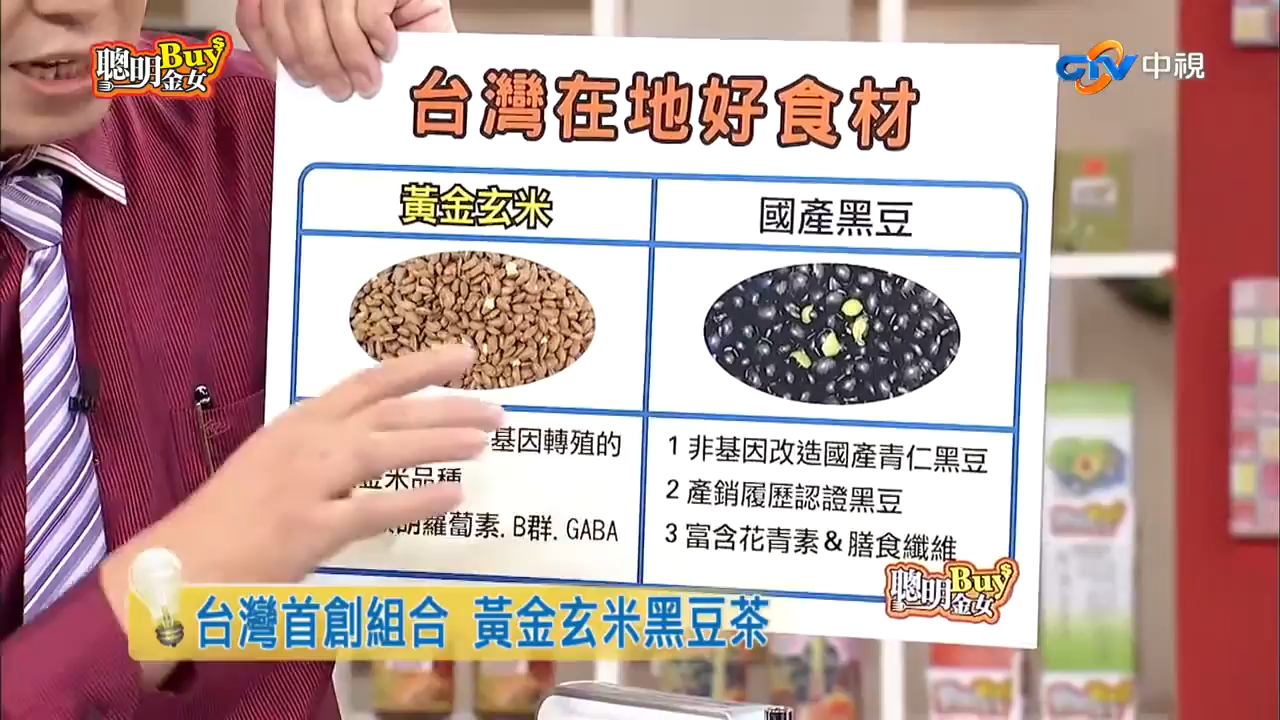 聰明Buy
金女
CTV中視
台灣在地好食材
黃金玄米
國產黑豆
基因轉殖的
金米品種
胡蘿蔔素. B群. GABA
1 非基因改造國產青仁黑豆
2 產銷履歷認證黑豆
3 富含花青素&膳食纖維
聰明Buy
金女
台灣首創組合 黃金玄米黑豆茶